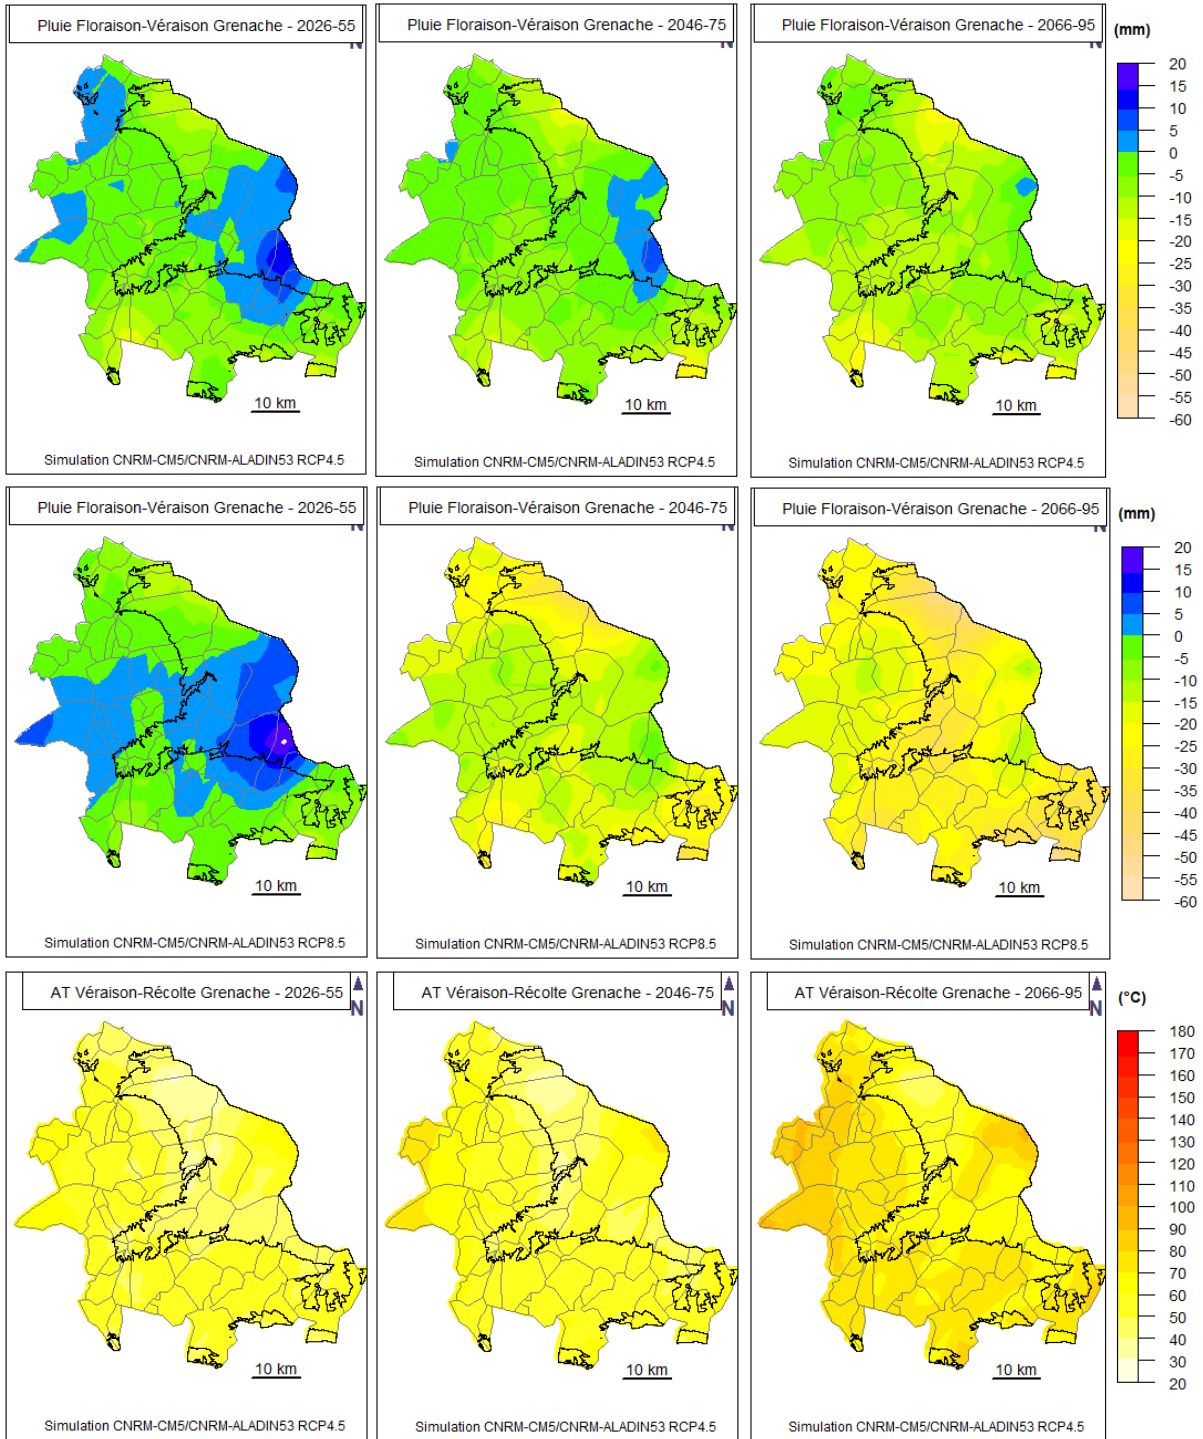 Pluie Floraison-Véraison Grenache - 2026-55
Pluie Floraison-Véraison Grenache - 2046-75
Pluie Floraison-Véraison Grenache - 2066-95
(mm)
N
N
N
20
15
10
5
0
-5
-10
-15
-20
-25
-30
-35
-40
-45
-50
-55
-60
10 km
10 km
10 km
Simulation CNRM-CM5/CNRM-ALADIN53 RCP4.5
Simulation CNRM-CM5/CNRM-ALADIN53 RCP4.5
Simulation CNRM-CM5/CNRM-ALADIN53 RCP4.5
Pluie Floraison-Véraison Grenache - 2026-55
Pluie Floraison-Véraison Grenache - 2046-75
Pluie Floraison-Véraison Grenache - 2066-95
(mm)
N
N
N
20
15
10
5
0
-5
-10
-15
-20
-25
-30
-35
-40
-45
-50
-55
-60
10 km
10 km
10 km
Simulation CNRM-CM5/CNRM-ALADIN53 RCP8.5
Simulation CNRM-CM5/CNRM-ALADIN53 RCP8.5
Simulation CNRM-CM5/CNRM-ALADIN53 RCP8.5
AT Véraison-Récolte Grenache - 2026-55
AT Véraison-Récolte Grenache - 2046-75
AT Véraison-Récolte Grenache - 2066-95
(°C)
N
N
N
180
170
160
150
140
130
120
110
100
90
80
70
60
50
40
30
20
10 km
10 km
10 km
Simulation CNRM-CM5/CNRM-ALADIN53 RCP4.5
Simulation CNRM-CM5/CNRM-ALADIN53 RCP4.5
Simulation CNRM-CM5/CNRM-ALADIN53 RCP4.5